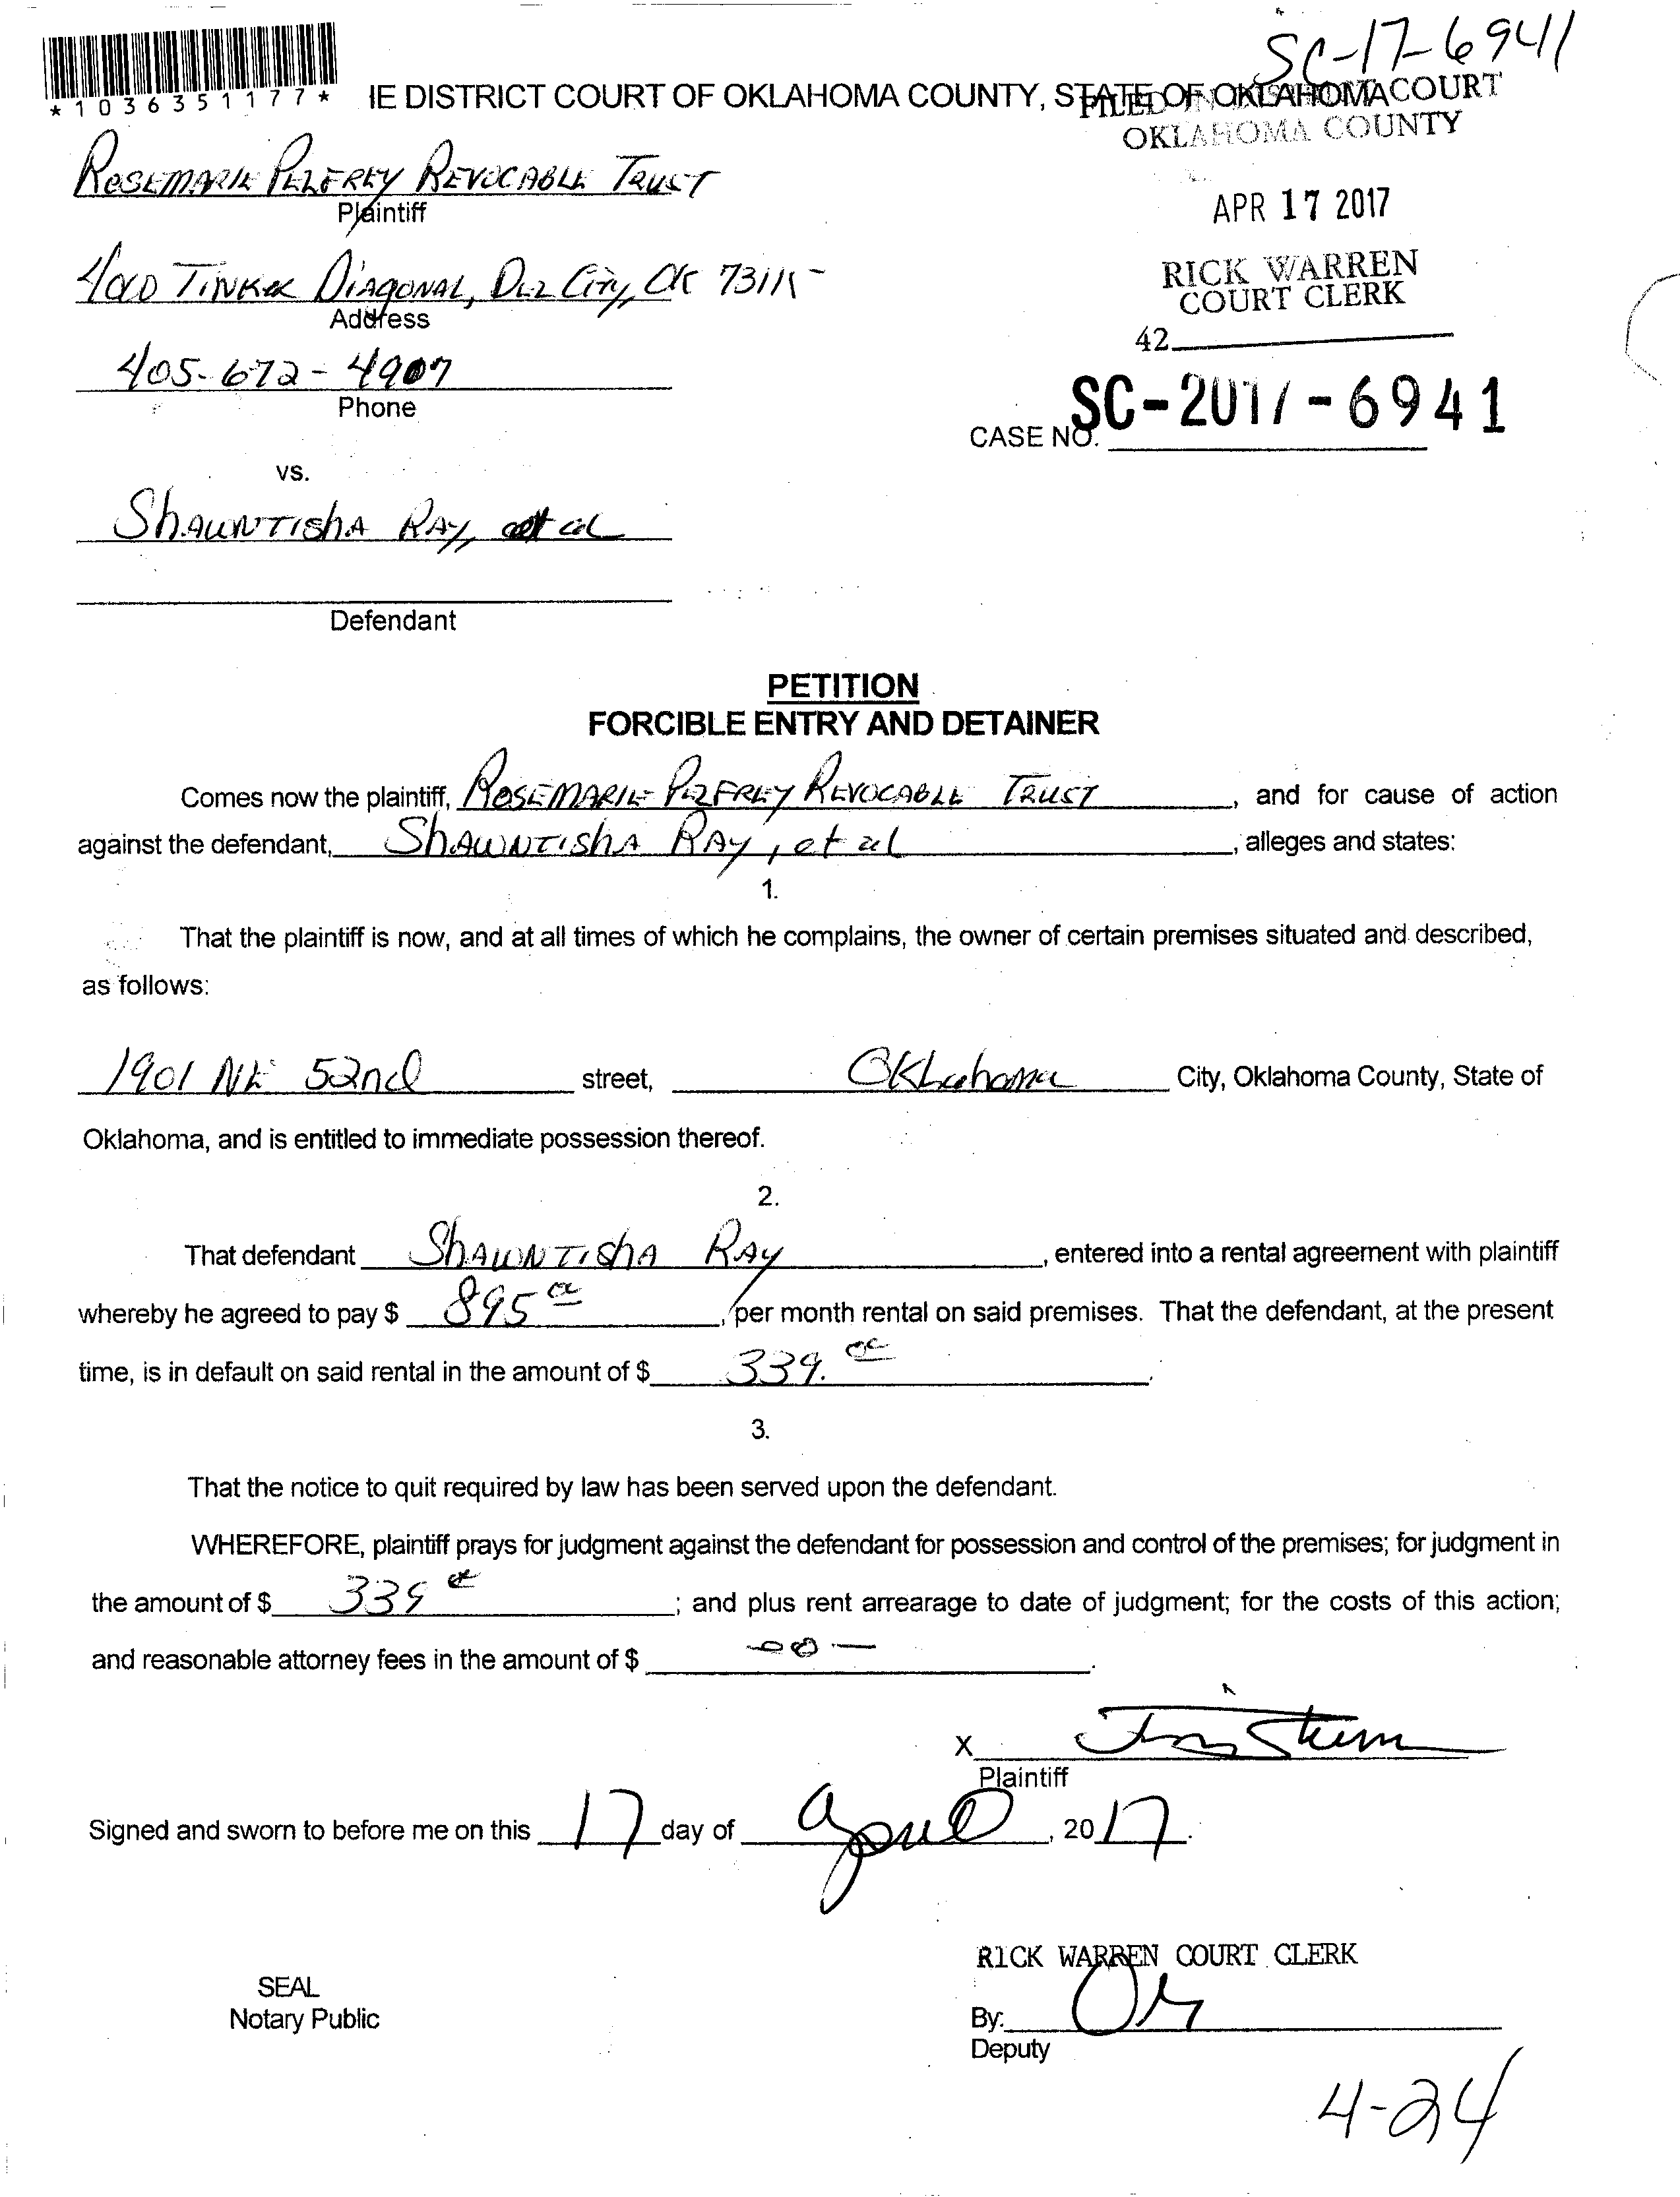 SC-17-6941
*1036351177*
IE DISTRICT COURT OF OKLAHOMA COUNTY, STATE OF OKLAHOMA
FILED IN COURT
OKLAHOMA COUNTY
ROSEMARIE PELFREY REVOCABLE TRUST
Plaintiff
APR 17 2017
TINKER DIAGONAL, DEL CITY, OK 73115
Address
RICK WARREN
COURT CLERK
42
405-672-4907
Phone
CASE NO. SC-2017-6941
vs.
SHAUNTISHA RAY, et al
Defendant
PETITION
FORCIBLE ENTRY AND DETAINER
Comes now the plaintiff, ROSEMARIE PELFREY REVOCABLE TRUST, and for cause of action
against the defendant, SHAUNTISHA RAY, et al, alleges and states:
1.
That the plaintiff is now, and at all times of which he complains, the owner of certain premises situated and described,
as follows:
1901 NE 52nd street, Oklahoma City, Oklahoma County, State of
Oklahoma, and is entitled to immediate possession thereof.
2.
That defendant SHAUNTISHA RAY, entered into a rental agreement with plaintiff
whereby he agreed to pay $ 895 00, per month rental on said premises. That the defendant, at the present
time, is in default on said rental in the amount of $ 339. 00.
3.
That the notice to quit required by law has been served upon the defendant.
WHEREFORE, plaintiff prays for judgment against the defendant for possession and control of the premises; for judgment in
the amount of $ 339 00; and plus rent arrearage to date of judgment; for the costs of this action;
and reasonable attorney fees in the amount of $ -00-.
X
Plaintiff
Signed and sworn to before me on this 17 day of April, 2017.
RICK WARREN COURT CLERK
SEAL
Notary Public
By:
Deputy
4-24